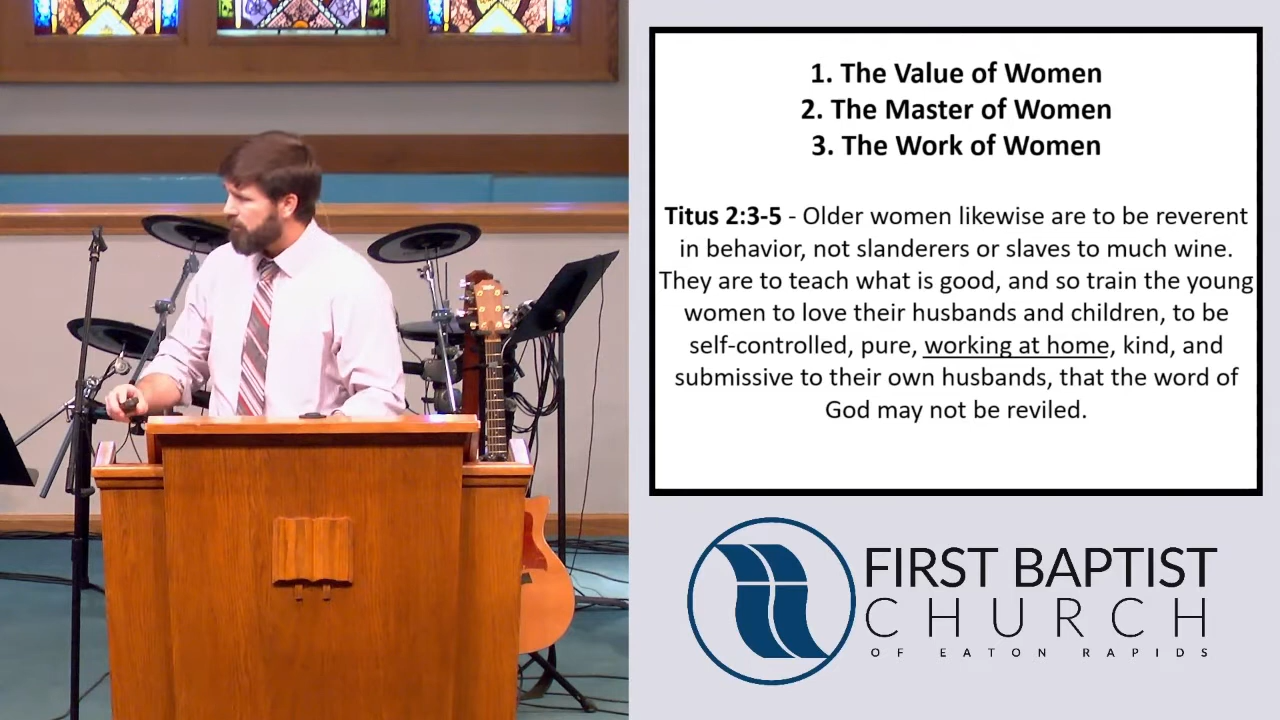 1. The Value of Women
2. The Master of Women
3. The Work of Women
Titus 2:3-5 - Older women likewise are to be reverent
in behavior, not slanderers or slaves to much wine.
They are to teach what is good, and so train the young
women to love their husbands and children, to be
self-controlled, pure, working at home, kind, and
submissive to their own husbands, that the word of
God may not be reviled.
FIRST BAPTIST
CHURCH
OF EATON RAPIDS